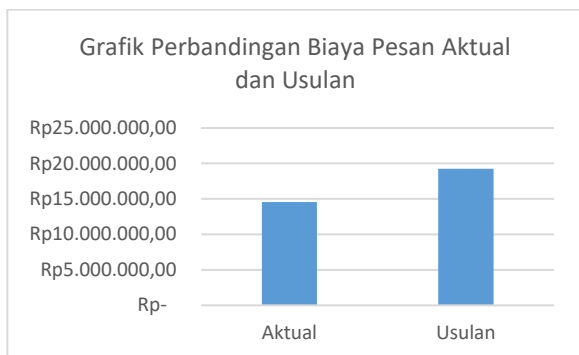 Grafik Perbandingan Biaya Pesan Aktual
dan Usulan
Rp25.000.000,00
Rp20.000.000,00
Rp15.000.000,00
Rp10.000.000,00
Rp5.000.000,00
Rp-
Aktual
Usulan